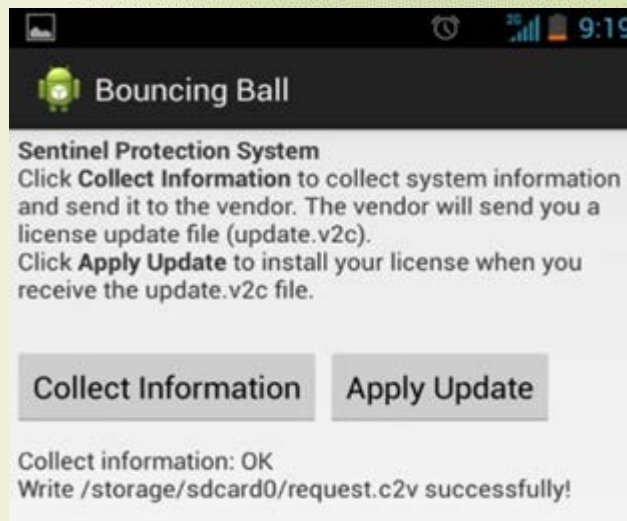 3G 9:19
Bouncing Ball
Sentinel Protection System
Click Collect Information to collect system information
and send it to the vendor. The vendor will send you a
license update file (update.v2c).
Click Apply Update to install your license when you
receive the update.v2c file.
Collect Information Apply Update
Collect information: OK
Write /storage/sdcard0/request.c2v successfully!